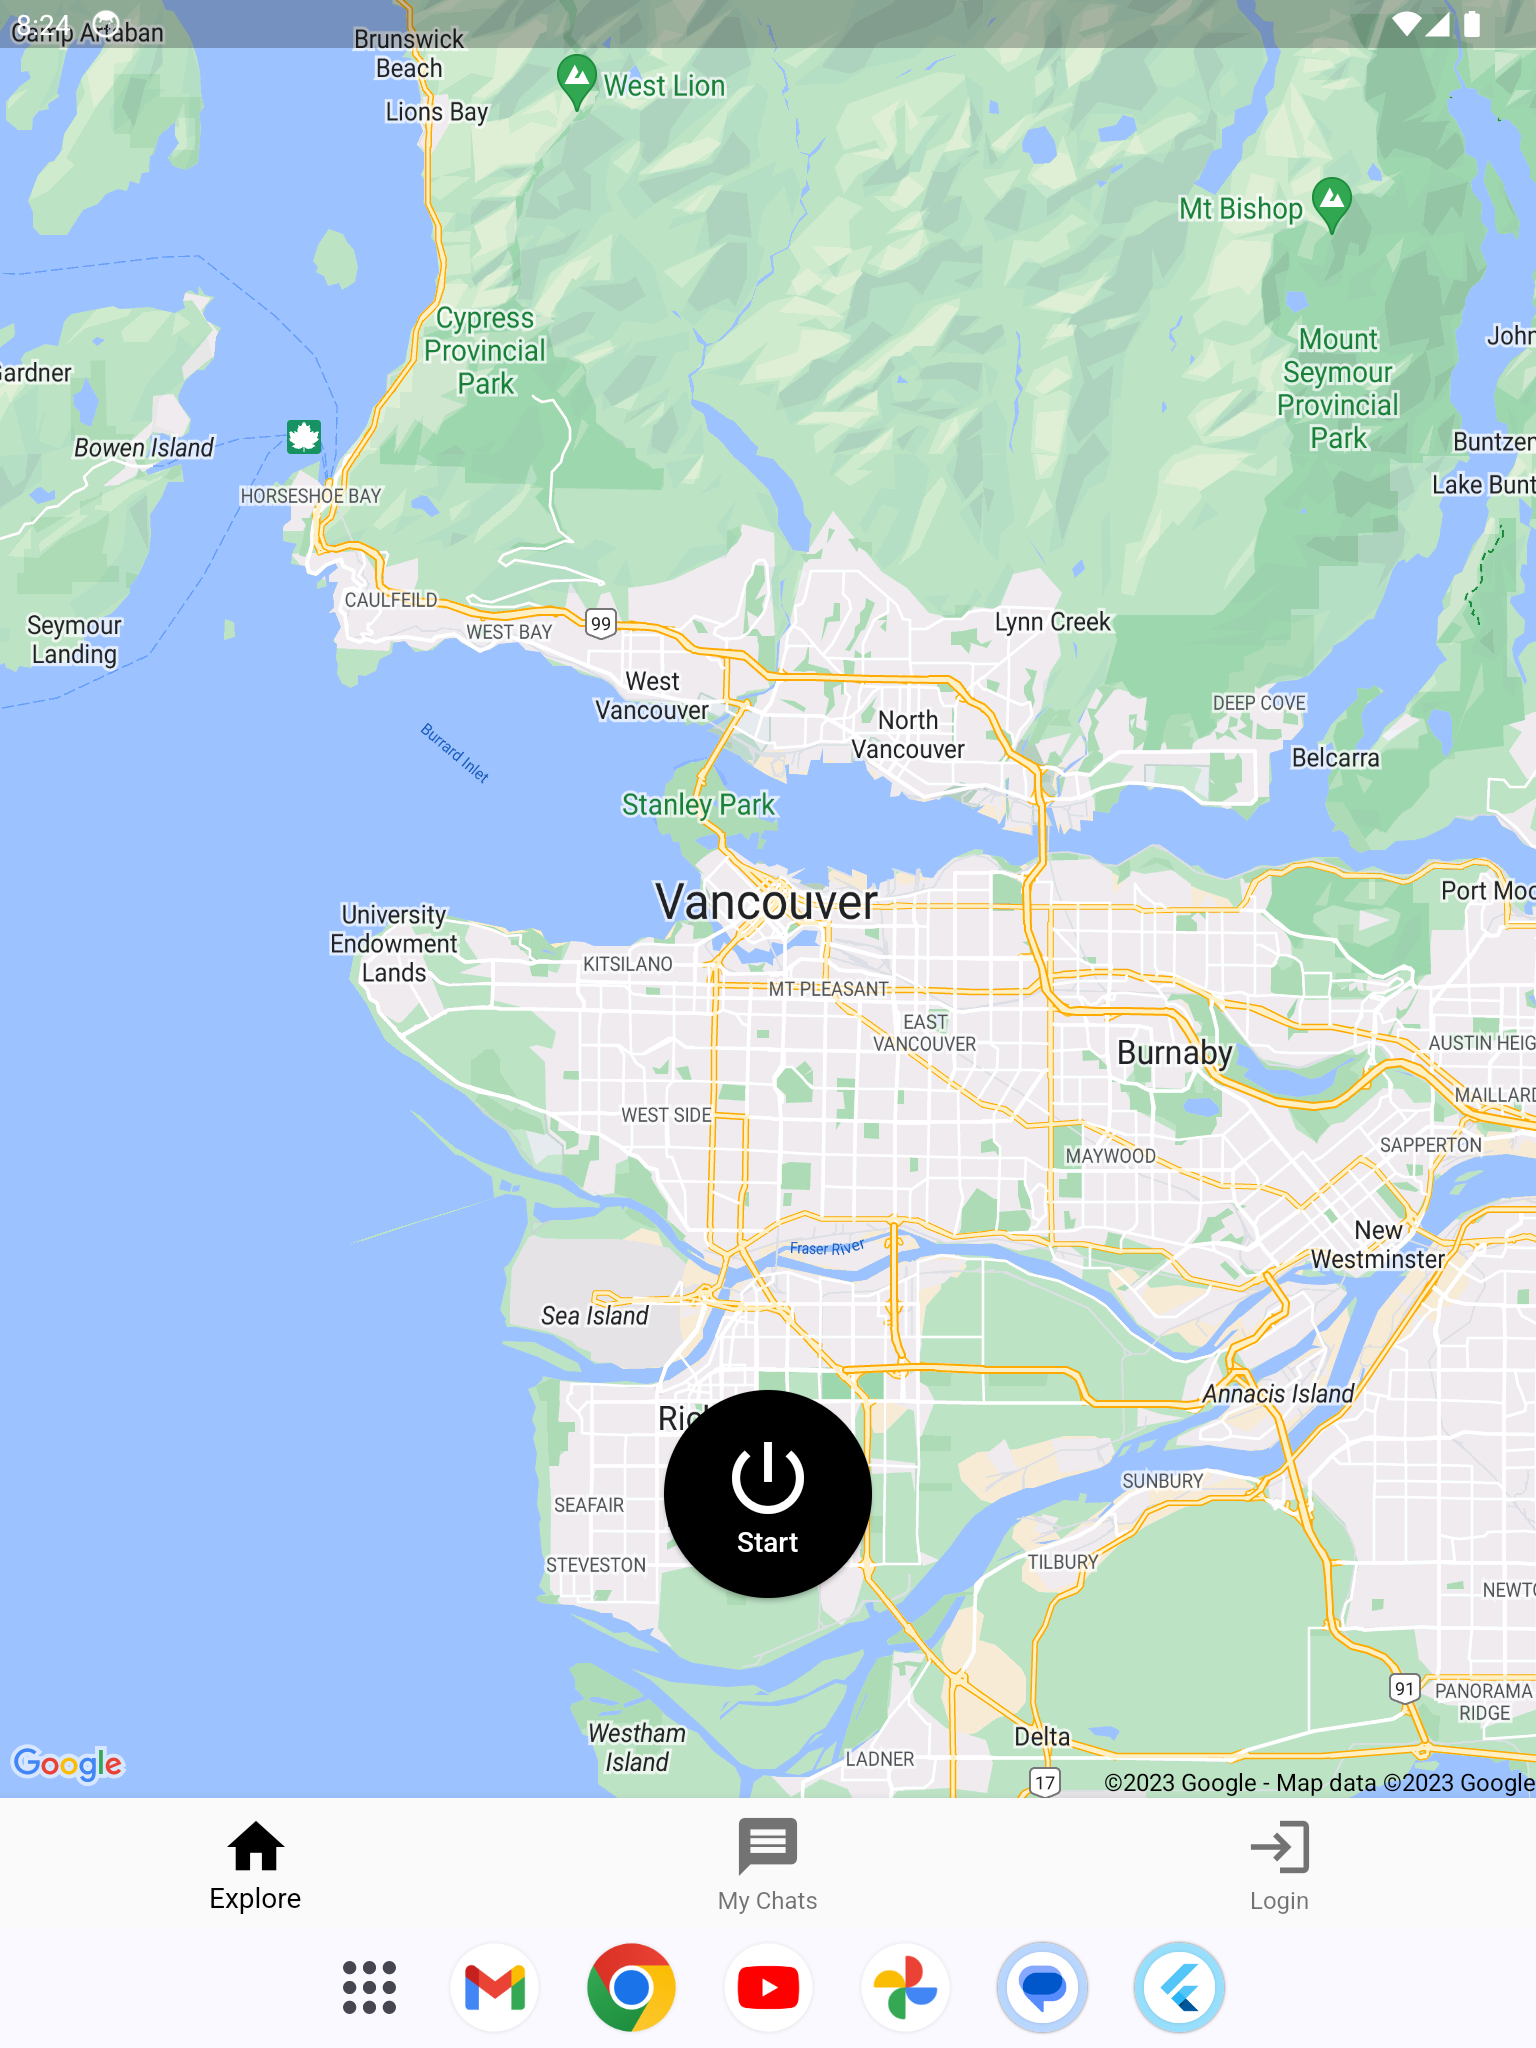 8:24
Camp Artaban
Brunswick
Beach
Lions Bay
West Lion
Mt Bishop
Cypress
Provincial
Park
Mount
Seymour
Provincial
Park
John
Gardner
Bowen Island
Buntzen
Lake Bunt
HORSESHOE BAY
CAULFEILD
WEST BAY
99
Lynn Creek
Seymour
Landing
West
Vancouver
North
Vancouver
DEEP COVE
Belcarra
Burrard Inlet
Stanley Park
Vancouver
Port Moo
University
Endowment
Lands
KITSILANO
MT PLEASANT
EAST
VANCOUVER
Burnaby
AUSTIN HEIG
MAILLARD
WEST SIDE
MAYWOOD
SAPPERTON
New
Westminster
Fraser River
Sea Island
Annacis Island
Ric
Start
SEAFAIR
SUNBURY
STEVESTON
TILBURY
NEWTO
91
PANORAMA
RIDGE
Westham
Island
Delta
LADNER
17
Google
©2023 Google - Map data ©2023 Google
Explore
My Chats
Login